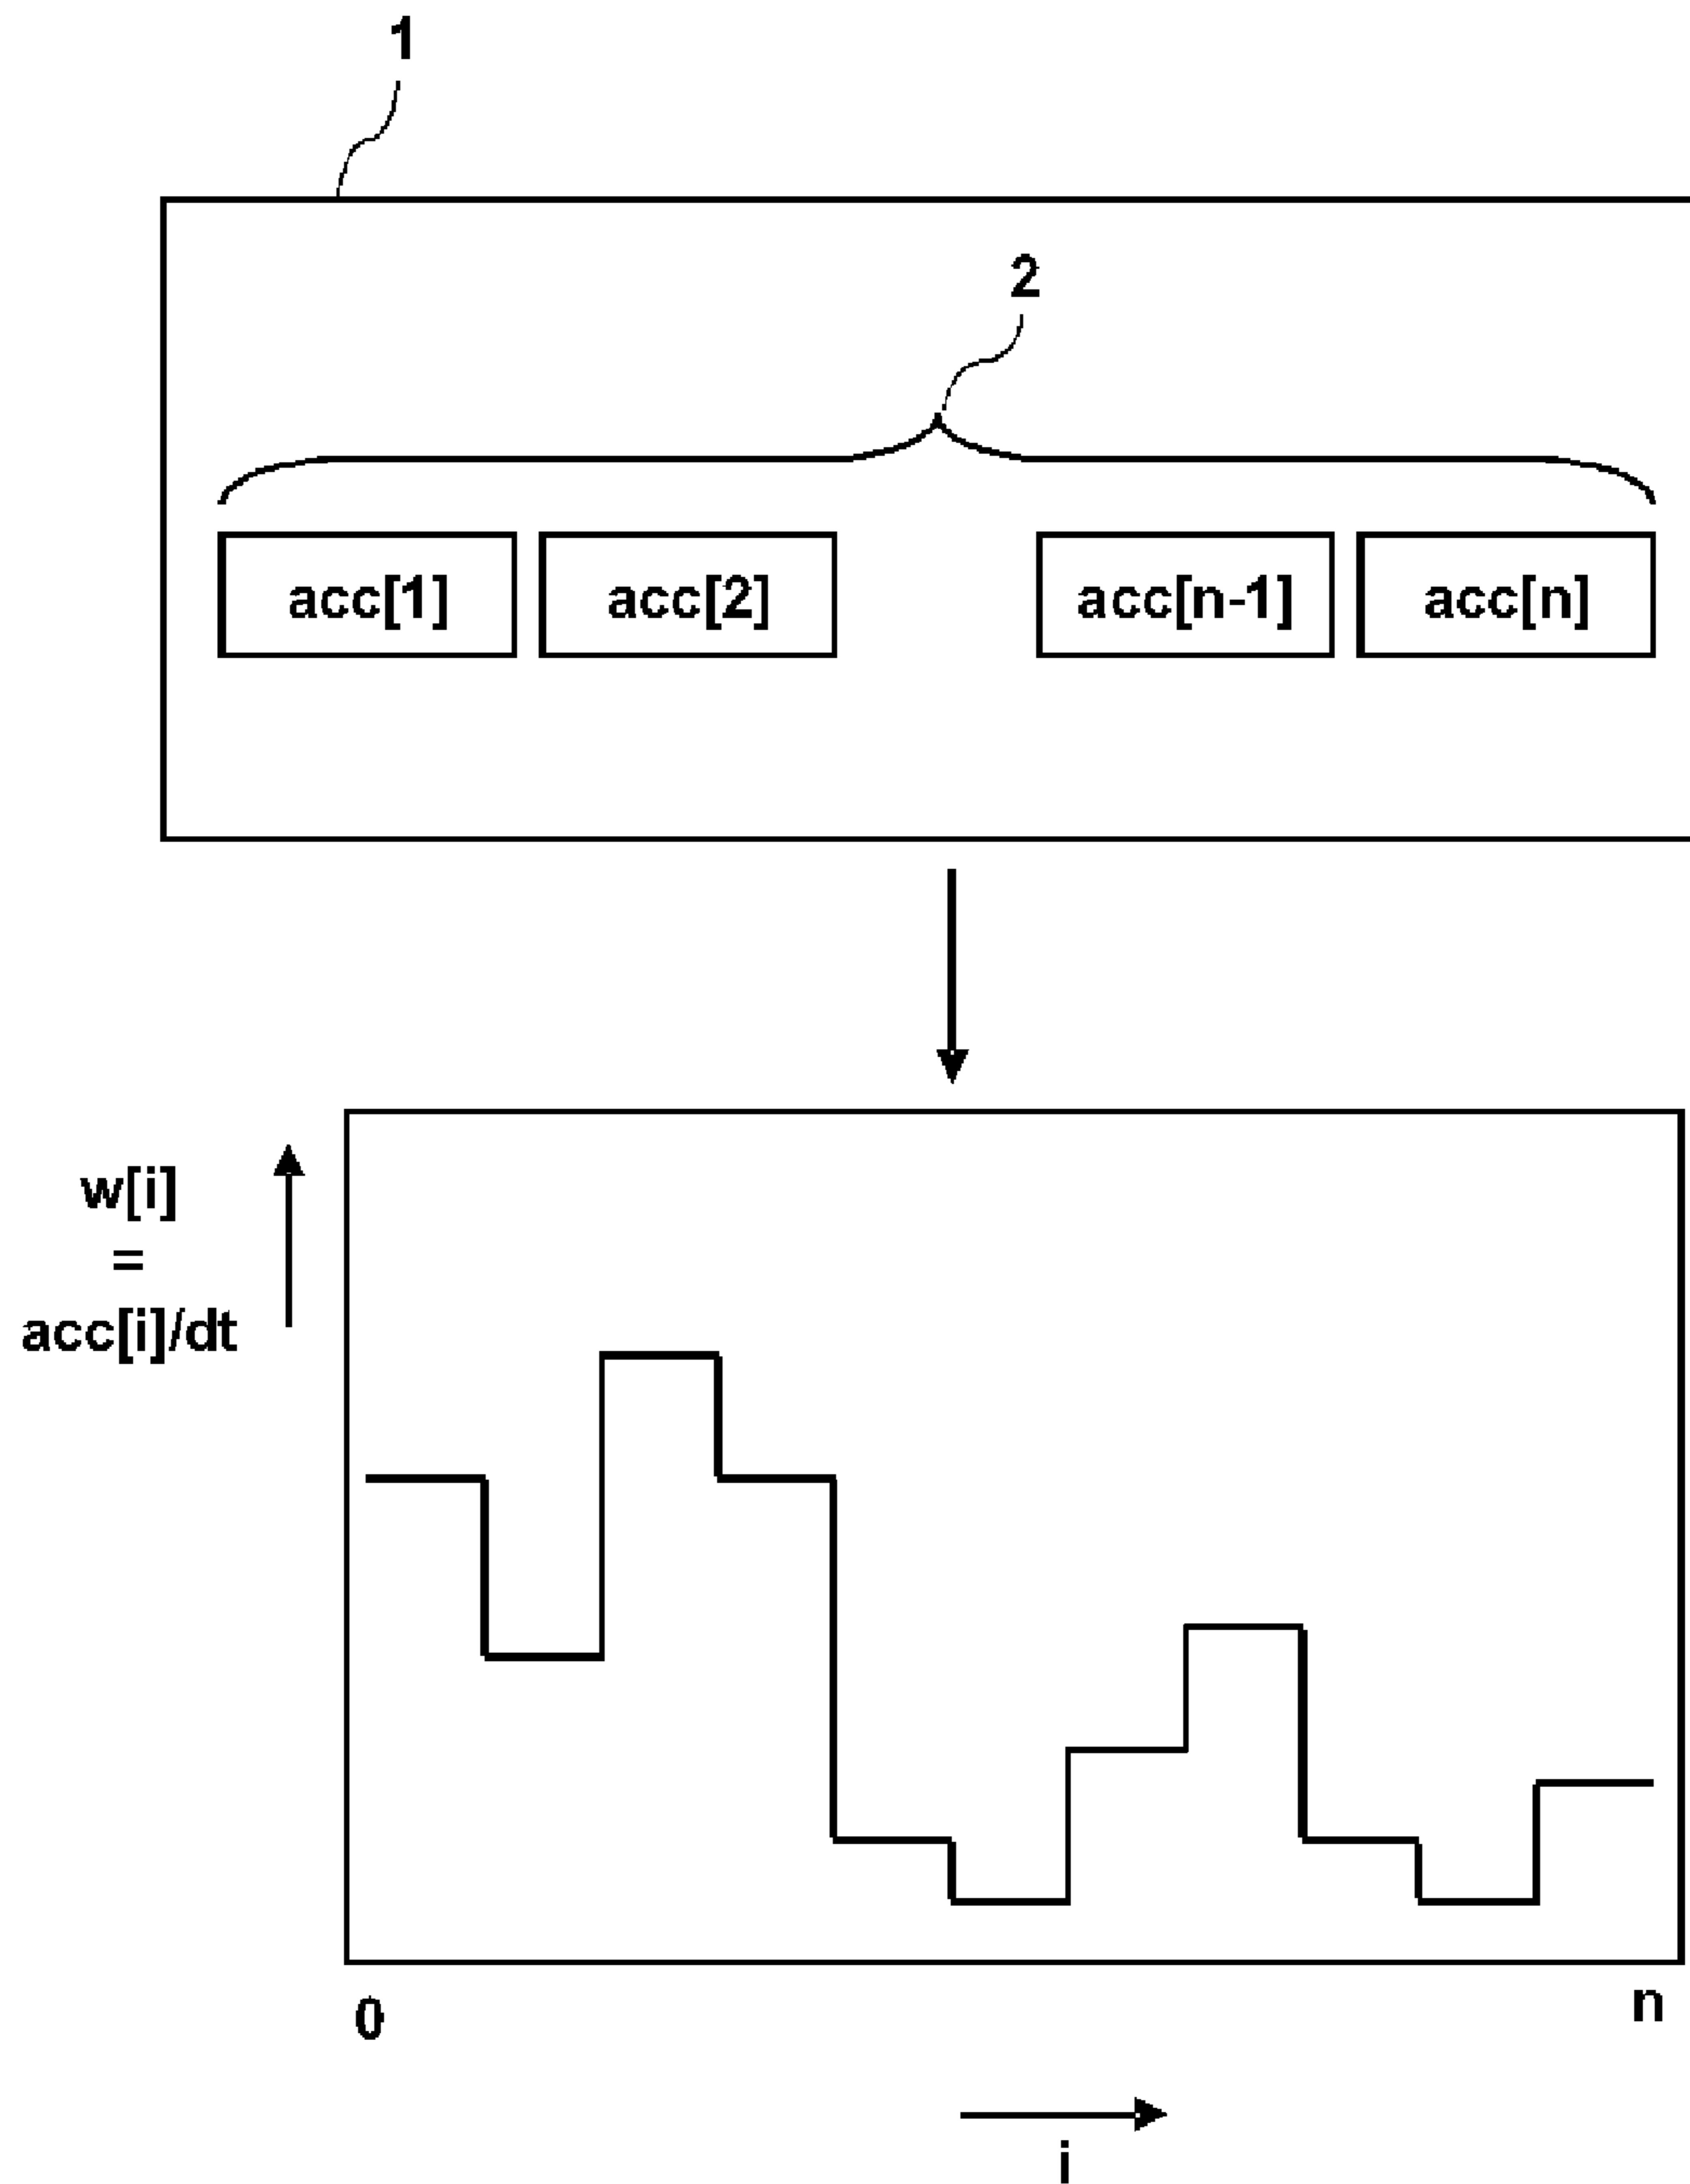 1
2
acc[1] acc[2] acc[n-1] acc[n]
w[i]
=
acc[i]/dt
0 n
i